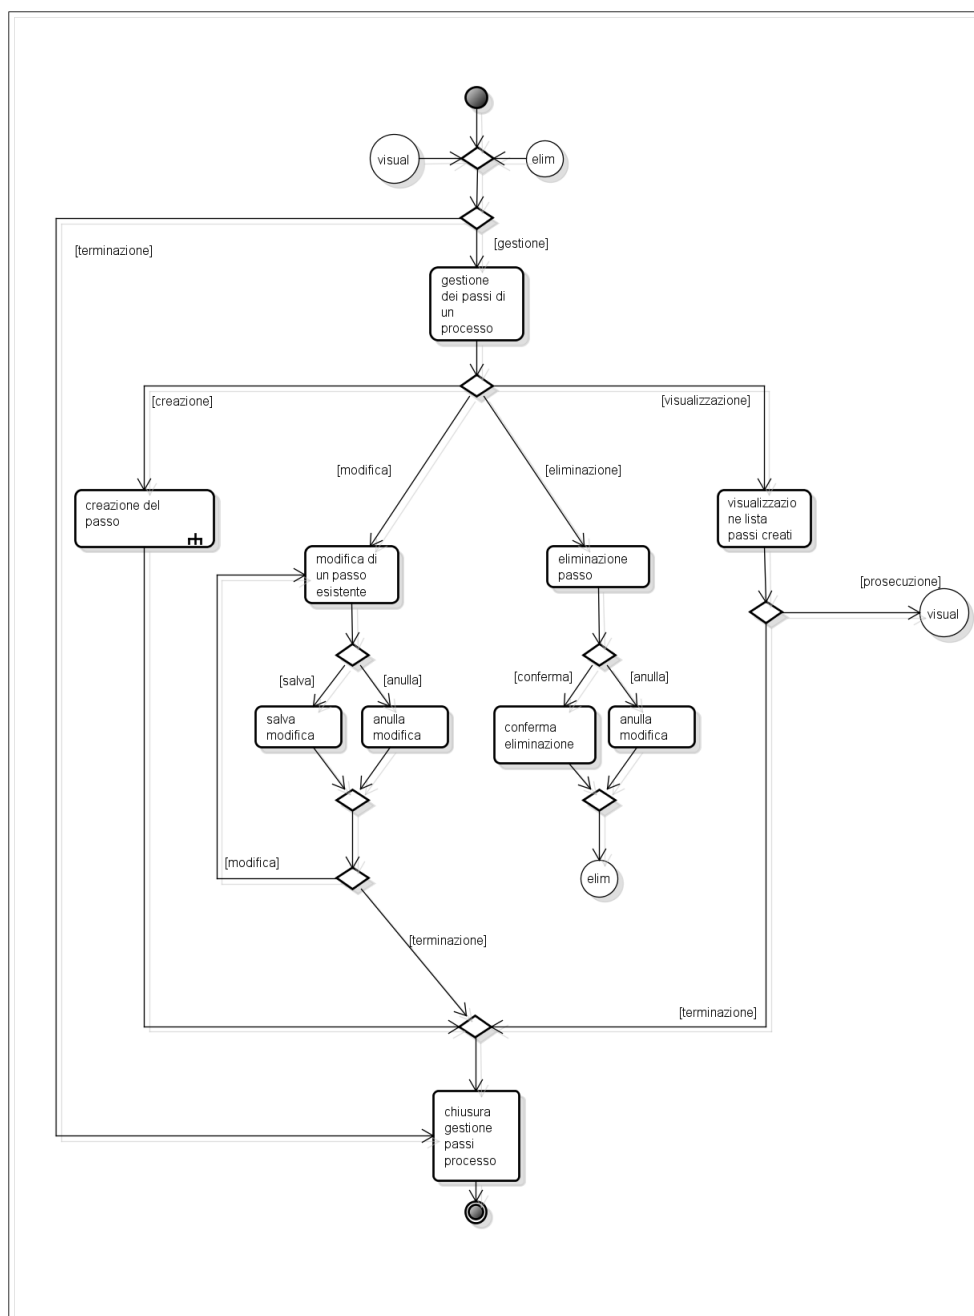 visual
elim
[terminazione]
[gestione]
gestione
dei passi di
un
processo
[creazione]
[visualizzazione]
[modifica]
[eliminazione]
creazione del
passo
visualizzazio
ne lista
passi creati
modifica di
un passo
esistente
eliminazione
passo
[prosecuzione]
visual
[salva]
[anulla]
[conferma]
[anulla]
salva
modifica
anulla
modifica
conferma
eliminazione
anulla
modifica
[modifica]
elim
[terminazione]
[terminazione]
chiusura
gestione
passi
processo